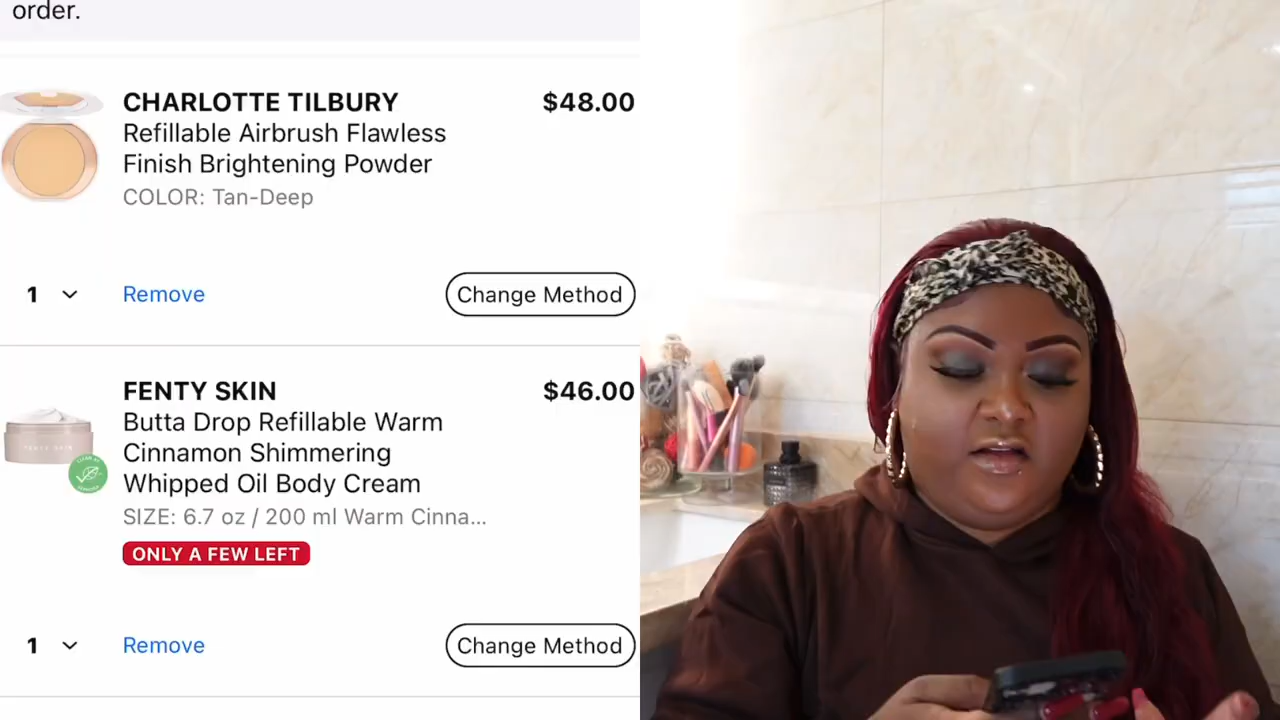 order.
CHARLOTTE TILBURY
$48.00
Refillable Airbrush Flawless
Finish Brightening Powder
COLOR: Tan-Deep
1
Remove
Change Method
FENTY SKIN
$46.00
Butta Drop Refillable Warm
Cinnamon Shimmering
Whipped Oil Body Cream
SIZE: 6.7 oz / 200 ml Warm Cinna...
ONLY A FEW LEFT
FENTY SKIN
1
Remove
Change Method